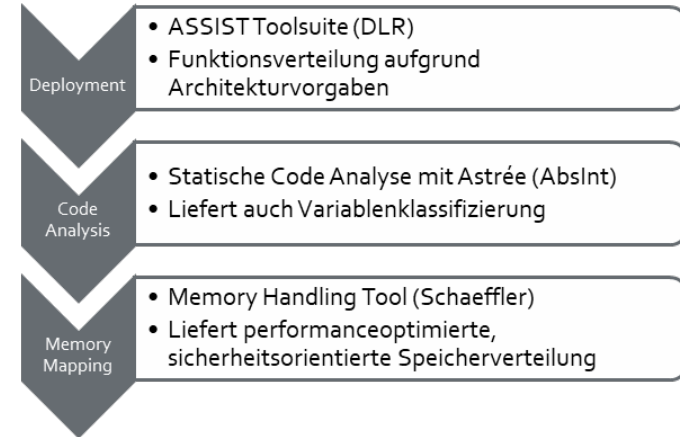 Deployment
• ASSIST Toolsuite (DLR)
• Funktionsverteilung aufgrund
Architekturvorgaben
Code
Analysis
• Statische Code Analyse mit Astrée (AbsInt)
• Liefert auch Variablenklassifizierung
Memory
Mapping
• Memory Handling Tool (Schaeffler)
• Liefert performanceoptimierte,
sicherheitsorientierte Speicherverteilung